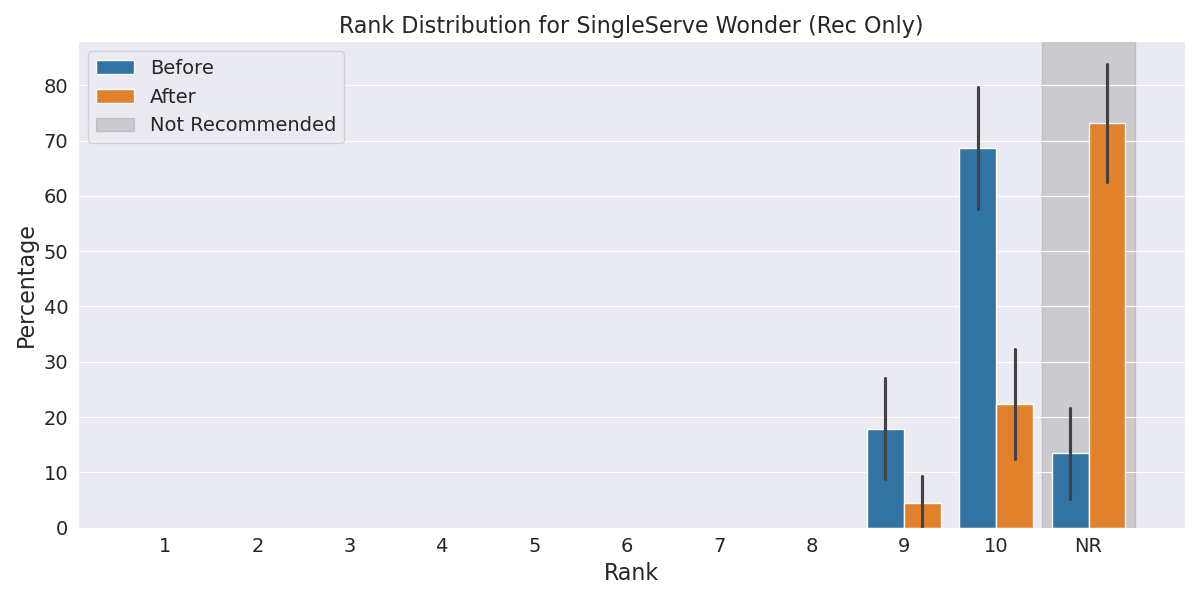 Rank Distribution for SingleServe Wonder (Rec Only)
Before
After
Not Recommended
Percentage
80
70
60
50
40
30
20
10
0
1 2 3 4 5 6 7 8 9 10 NR
Rank